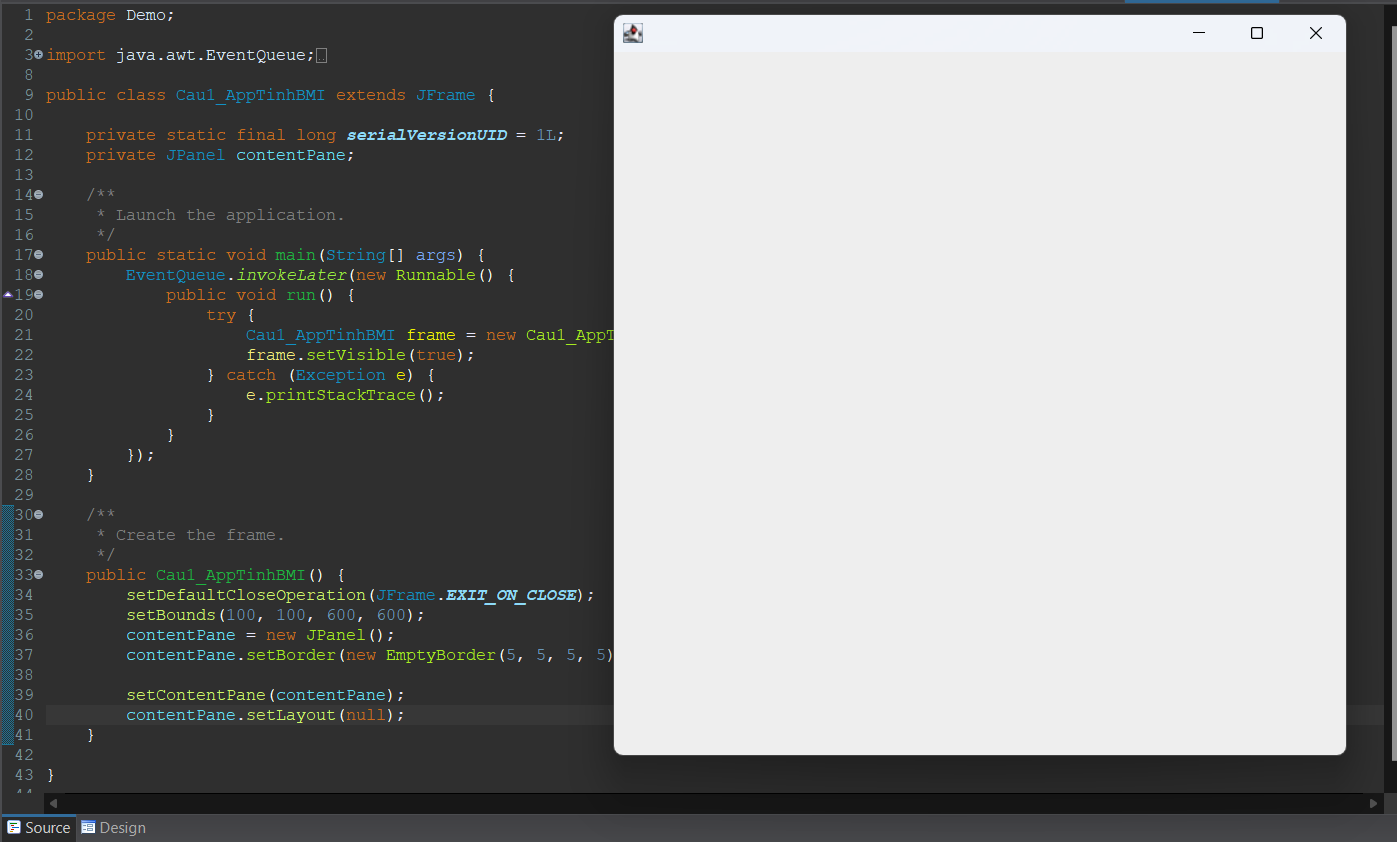 1 package Demo;
2
3 import java.awt.EventQueue;
8
9 public class Cau1_AppTinhBMI extends JFrame {
10
11     private static final long serialVersionUID = 1L;
12     private JPanel contentPane;
13
14     /**
15      * Launch the application.
16      */
17     public static void main(String[] args) {
18         EventQueue.invokeLater(new Runnable() {
19             public void run() {
20                 try {
21                     Cau1_AppTinhBMI frame = new Cau1_AppT
22                     frame.setVisible(true);
23                 } catch (Exception e) {
24                     e.printStackTrace();
25                 }
26             }
27         });
28     }
29
30     /**
31      * Create the frame.
32      */
33     public Cau1_AppTinhBMI() {
34         setDefaultCloseOperation(JFrame.EXIT_ON_CLOSE);
35         setBounds(100, 100, 600, 600);
36         contentPane = new JPanel();
37         contentPane.setBorder(new EmptyBorder(5, 5, 5, 5)
38
39         setContentPane(contentPane);
40         contentPane.setLayout(null);
41     }
42
43 }
Source Design